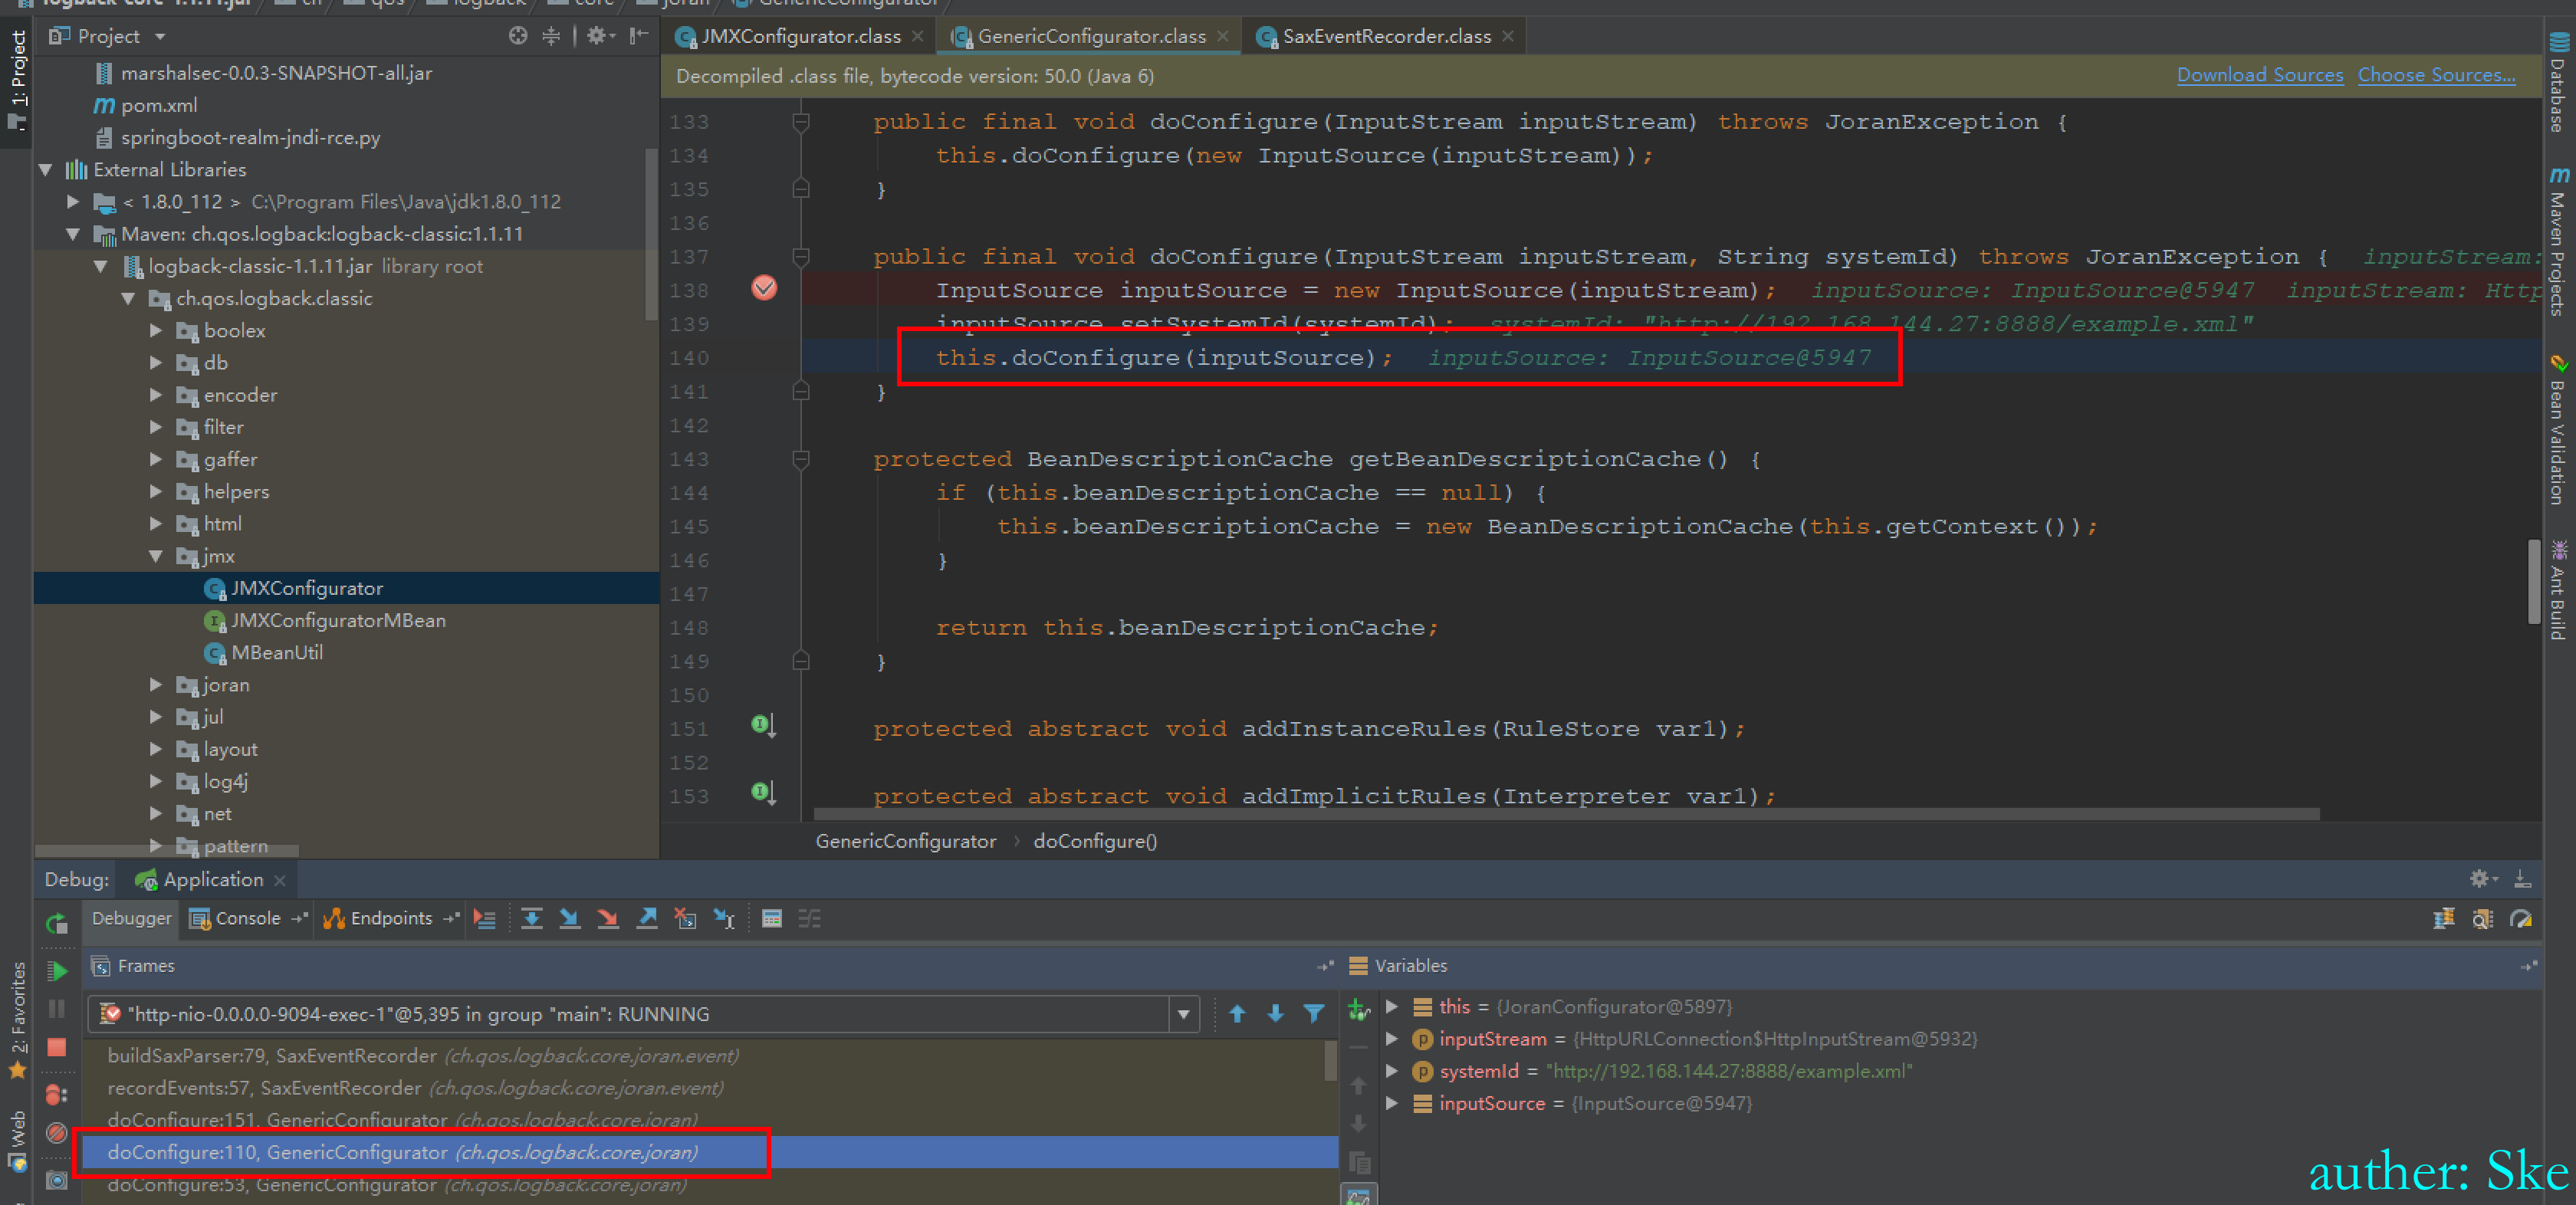 logback-core-1.1.11.jar ch qos logback core joran GenericConfigurator
Project
JMXConfigurator.class
GenericConfigurator.class
SaxEventRecorder.class
Decompiled .class file, bytecode version: 50.0 (Java 6)
Download Sources
Choose Sources...
1: Project
marshalsec-0.0.3-SNAPSHOT-all.jar
pom.xml
springboot-realm-jndi-rce.py
External Libraries
< 1.8.0_112 > C:\Program Files\Java\jdk1.8.0_112
Maven: ch.qos.logback:logback-classic:1.1.11
logback-classic-1.1.11.jar library root
ch.qos.logback.classic
boolex
db
encoder
filter
gaffer
helpers
html
jmx
JMXConfigurator
JMXConfiguratorMBean
MBeanUtil
joran
jul
layout
log4j
net
pattern
133 public final void doConfigure(InputStream inputStream) throws JoranException {
134 this.doConfigure(new InputSource(inputStream));
135 }
136
137 public final void doConfigure(InputStream inputStream, String systemId) throws JoranException { inputStream:
138 InputSource inputSource = new InputSource(inputStream); inputSource: InputSource@5947 inputStream: Http
139 inputSource.setSystemId(systemId); systemId: "http://192.168.144.27:8888/example.xml"
140 this.doConfigure(inputSource); inputSource: InputSource@5947
141 }
142
143 protected BeanDescriptionCache getBeanDescriptionCache() {
144 if (this.beanDescriptionCache == null) {
145 this.beanDescriptionCache = new BeanDescriptionCache(this.getContext());
146 }
147
148 return this.beanDescriptionCache;
149 }
150
151 protected abstract void addInstanceRules(RuleStore var1);
152
153 protected abstract void addImplicitRules(Interpreter var1);
GenericConfigurator › doConfigure()
Database
Maven Projects
Bean Validation
Ant Build
Debug: Application
Debugger Console Endpoints
Frames
Variables
"http-nio-0.0.0.0-9094-exec-1"@5,395 in group "main": RUNNING
buildSaxParser:79, SaxEventRecorder (ch.qos.logback.core.joran.event)
recordEvents:57, SaxEventRecorder (ch.qos.logback.core.joran.event)
doConfigure:151, GenericConfigurator (ch.qos.logback.core.joran)
doConfigure:110, GenericConfigurator (ch.qos.logback.core.joran)
doConfigure:53, GenericConfigurator (ch.qos.logback.core.joran)
this = {JoranConfigurator@5897}
inputStream = {HttpURLConnection$HttpInputStream@5932}
systemId = "http://192.168.144.27:8888/example.xml"
inputSource = {InputSource@5947}
2: Favorites
Web
auther: Ske